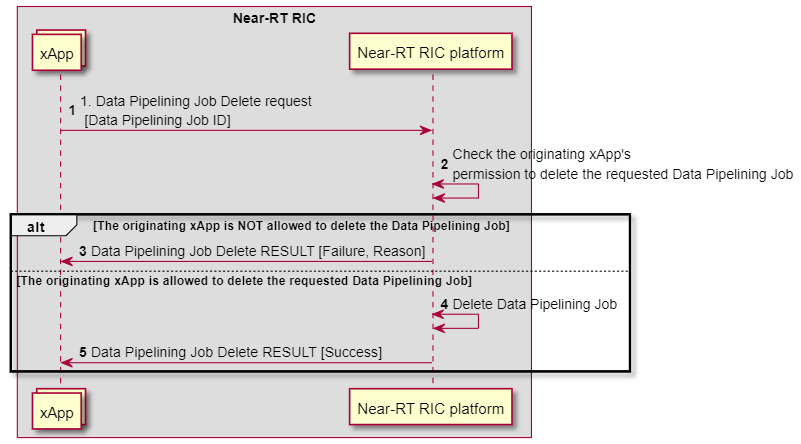 Near-RT RIC
xApp
Near-RT RIC platform
1
1. Data Pipelining Job Delete request
[Data Pipelining Job ID]
2
Check the originating xApp's
permission to delete the requested Data Pipelining Job
alt
[The originating xApp is NOT allowed to delete the Data Pipelining Job]
3 Data Pipelining Job Delete RESULT [Failure, Reason]
[The originating xApp is allowed to delete the requested Data Pipelining Job]
4 Delete Data Pipelining Job
5 Data Pipelining Job Delete RESULT [Success]
xApp
Near-RT RIC platform